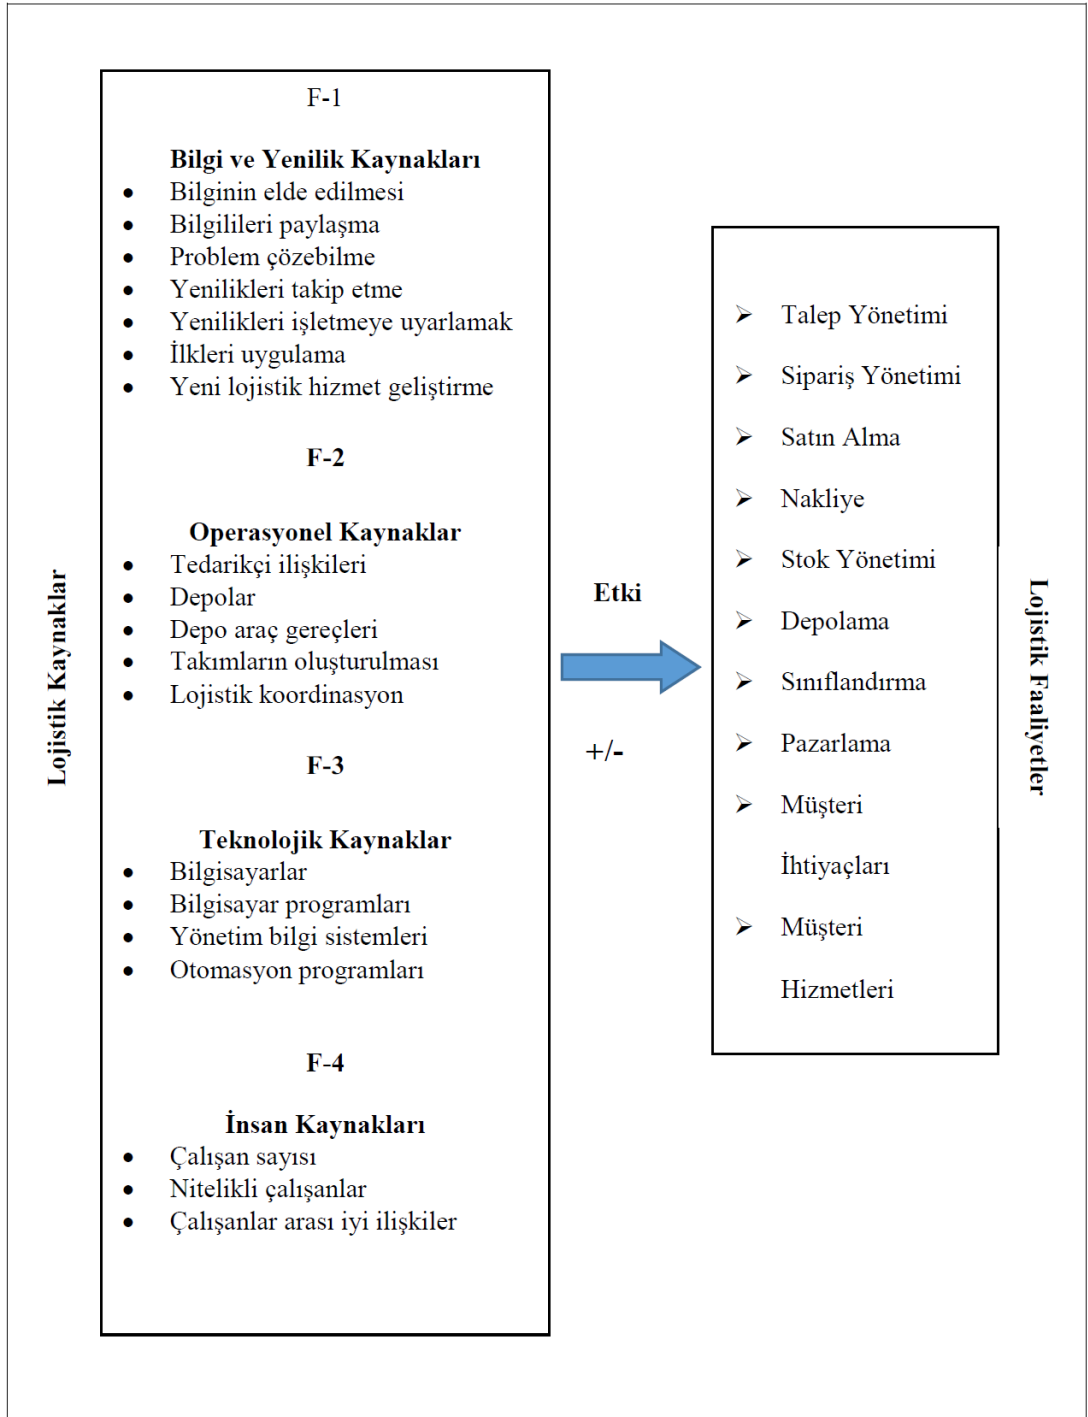 Lojistik Kaynaklar
F-1
Bilgi ve Yenilik Kaynakları
• Bilginin elde edilmesi
• Bilgilileri paylaşma
• Problem çözebilme
• Yenilikleri takip etme
• Yenilikleri işletmeye uyarlamak
• İlkleri uygulama
• Yeni lojistik hizmet geliştirme
F-2
Operasyonel Kaynaklar
• Tedarikçi ilişkileri
• Depolar
• Depo araç gereçleri
• Takımların oluşturulması
• Lojistik koordinasyon
F-3
Teknolojik Kaynaklar
• Bilgisayarlar
• Bilgisayar programları
• Yönetim bilgi sistemleri
• Otomasyon programları
F-4
İnsan Kaynakları
• Çalışan sayısı
• Nitelikli çalışanlar
• Çalışanlar arası iyi ilişkiler
Etki
+/-
➢ Talep Yönetimi
➢ Sipariş Yönetimi
➢ Satın Alma
➢ Nakliye
➢ Stok Yönetimi
➢ Depolama
➢ Sınıflandırma
➢ Pazarlama
➢ Müşteri
İhtiyaçları
➢ Müşteri
Hizmetleri
Lojistik Faaliyetler